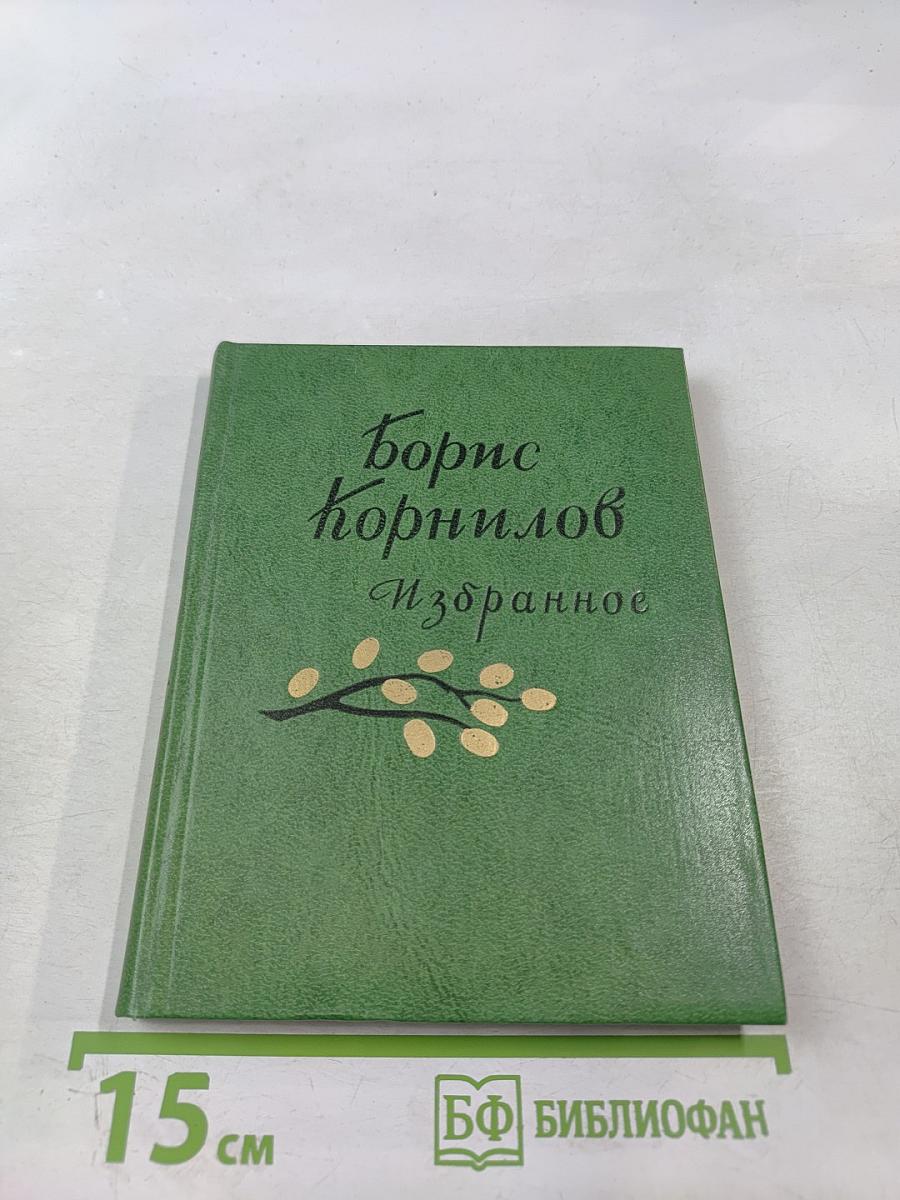 Борис
Корнилов
Избранное
15 см
БФ БИБЛИОФАН